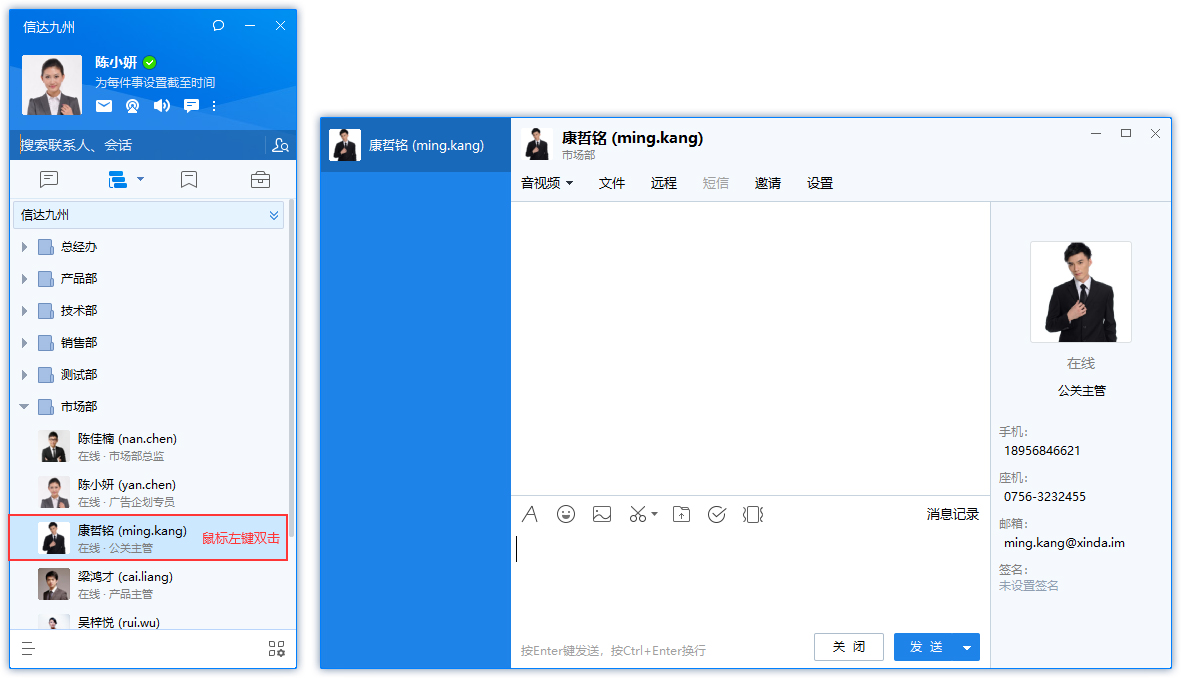 信达九州
陈小妍
为每件事设置截至时间
搜索联系人、会话
信达九州
总经办
产品部
技术部
销售部
测试部
市场部
陈佳楠 (nan.chen)
在线 · 市场部总监
陈小妍 (yan.chen)
在线 · 广告企划专员
康哲铭 (ming.kang)
在线 · 公关主管
鼠标左键双击
梁鸿才 (cai.liang)
在线 · 产品主管
吴梓悦 (rui.wu)
康哲铭 (ming.kang)
康哲铭 (ming.kang)
市场部
音视频 文件 远程 短信 邀请 设置
消息记录
按Enter键发送，按Ctrl+Enter换行
关 闭
发 送
在线
公关主管
手机:
18956846621
座机:
0756-3232455
邮箱:
ming.kang@xinda.im
签名:
未设置签名